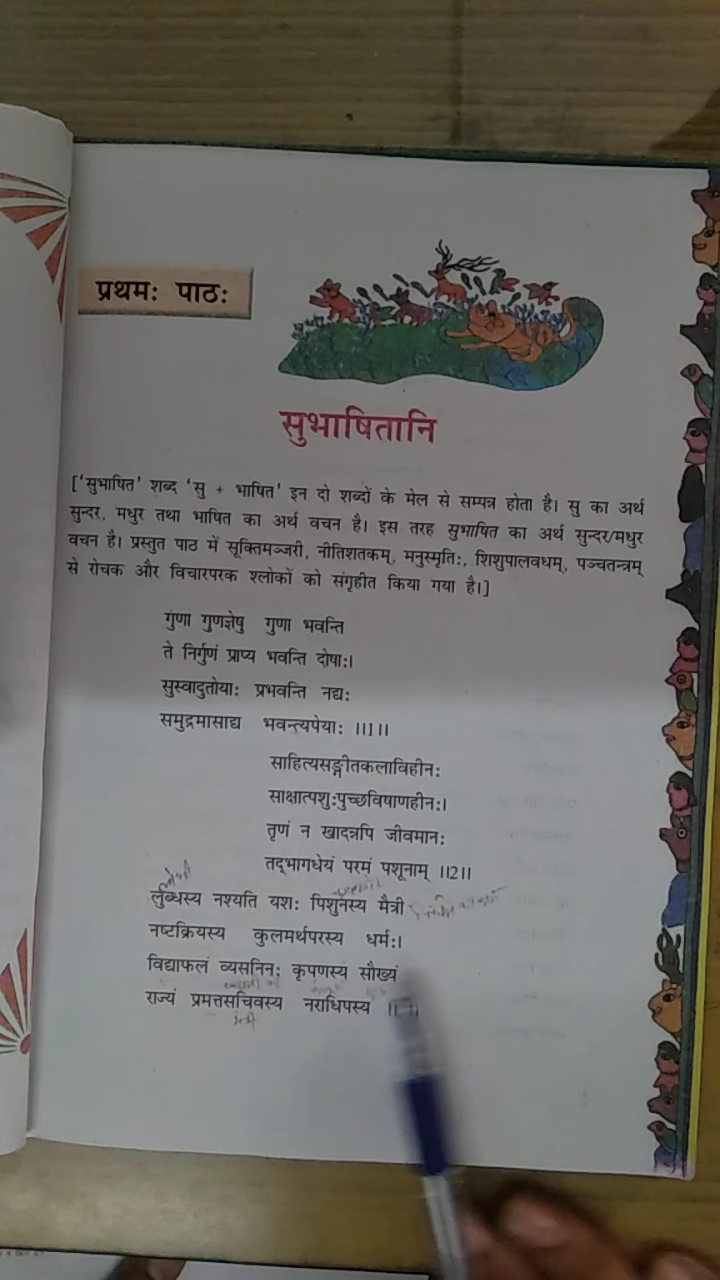 प्रथमः पाठः
सुभाषितानि
['सुभाषित' शब्द 'सु + भाषित' इन दो शब्दों के मेल से सम्पन्न होता है। सु का अर्थ
सुन्दर, मधुर तथा भाषित का अर्थ वचन है। इस तरह सुभाषित का अर्थ सुन्दर/मधुर
वचन है। प्रस्तुत पाठ में सूक्तिमञ्जरी, नीतिशतकम्, मनुस्मृतिः, शिशुपालवधम्, पञ्चतन्त्रम्
से रोचक और विचारपरक श्लोकों को संगृहीत किया गया है।]
गुणा गुणज्ञेषु गुणा भवन्ति
ते निर्गुणं प्राप्य भवन्ति दोषाः।
सुस्वादुतोयाः प्रभवन्ति नद्यः
समुद्रमासाद्य भवन्त्यपेयाः ।।1।।
साहित्यसङ्गीतकलाविहीनः
साक्षात्पशुःपुच्छविषाणहीनः।
तृणं न खादन्नपि जीवमानः
तद्भागधेयं परमं पशूनाम् ।।2।।
लुब्धस्य नश्यति यशः पिशुनस्य मैत्री
नष्टक्रियस्य कुलमर्थपरस्य धर्मः।
विद्याफलं व्यसनिनः कृपणस्य सौख्यं
राज्यं प्रमत्तसचिवस्य नराधिपस्य